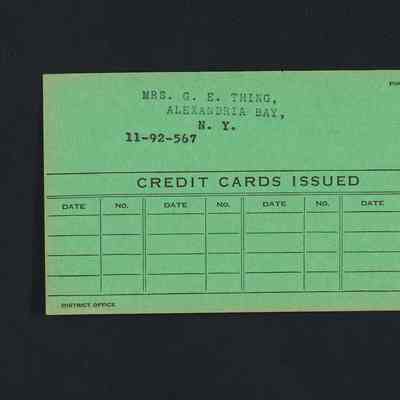 MRS. G. E. THING,
ALEXANDRIA BAY,
N. Y.
11-92-567
CREDIT CARDS ISSUED
DATE NO. DATE NO. DATE NO. DATE
DISTRICT OFFICE